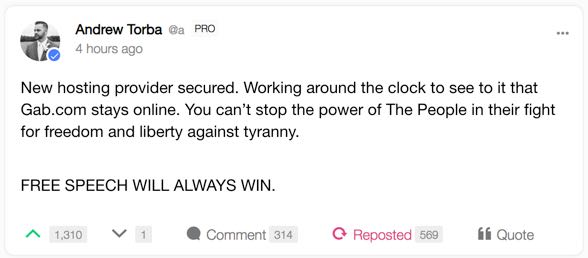 Andrew Torba @a PRO
4 hours ago
New hosting provider secured. Working around the clock to see to it that
Gab.com stays online. You can’t stop the power of The People in their fight
for freedom and liberty against tyranny.
FREE SPEECH WILL ALWAYS WIN.
1,310 1 Comment 314 Reposted 569 Quote